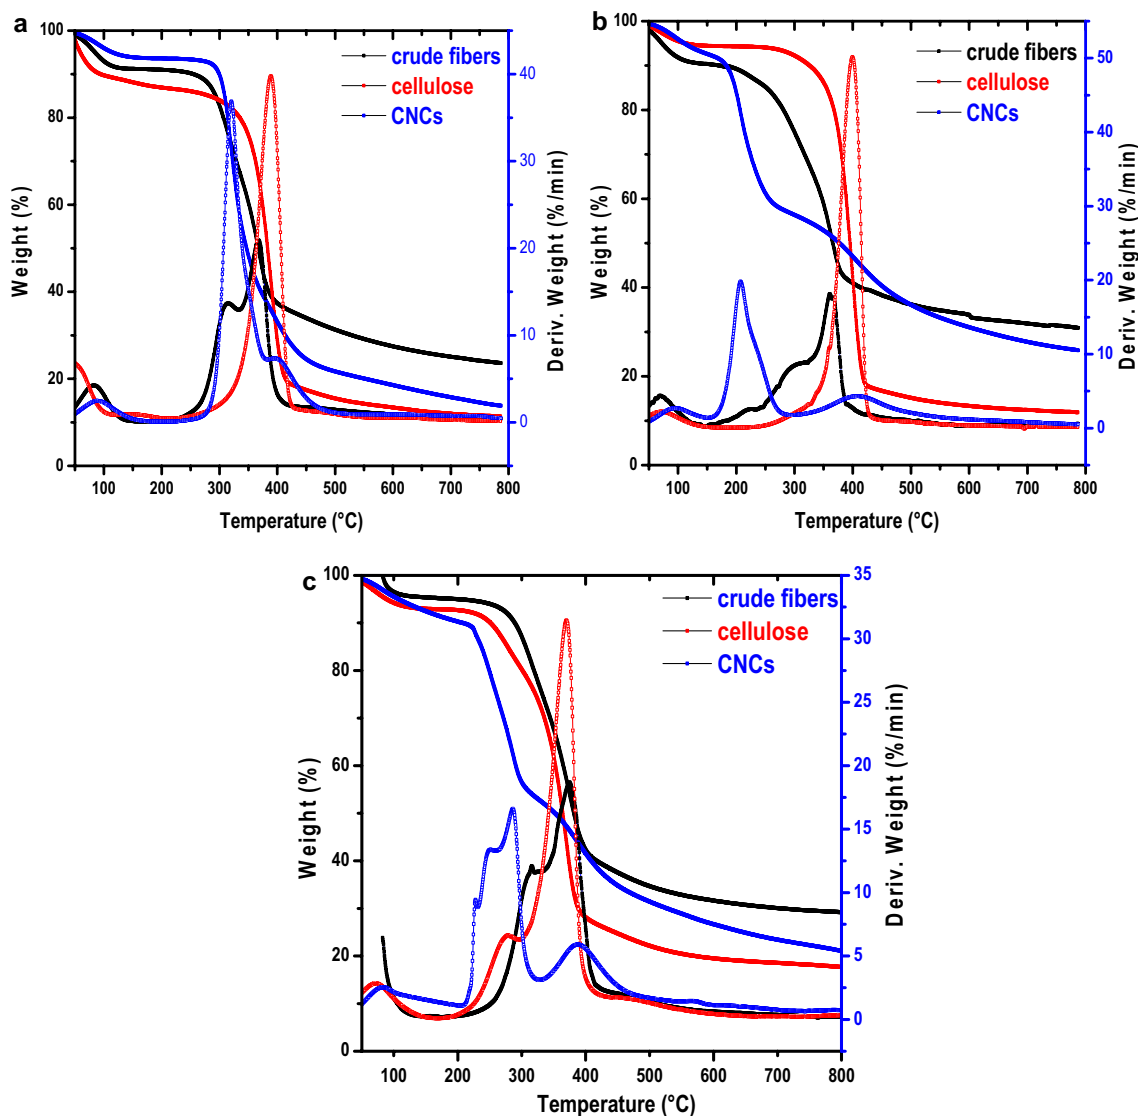 a
crude fibers
cellulose
CNCs
Weight (%)
100
80
60
40
20
0
Deriv. Weight (%/min)
40
30
20
10
0
100 200 300 400 500 600 700 800
Temperature (°C)
b
crude fibers
cellulose
CNCs
Weight (%)
100
80
60
40
20
0
Deriv. Weight (%/min)
50
40
30
20
10
0
100 200 300 400 500 600 700 800
Temperature (°C)
c
crude fibers
cellulose
CNCs
Weight (%)
100
80
60
40
20
0
Deriv. Weight (%/min)
35
30
25
20
15
10
5
0
100 200 300 400 500 600 700 800
Temperature (°C)